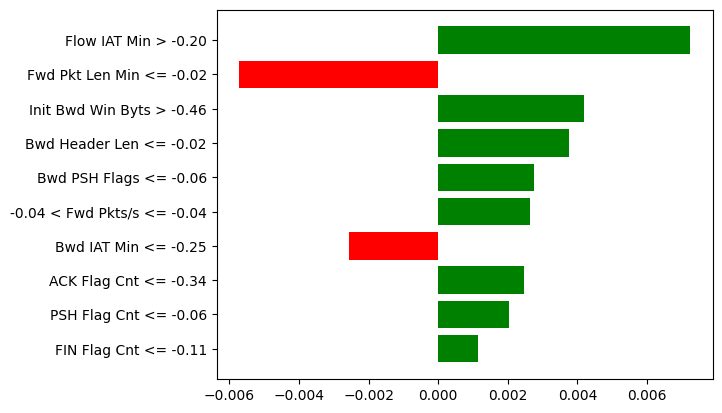 Flow IAT Min > -0.20
Fwd Pkt Len Min <= -0.02
Init Bwd Win Byts > -0.46
Bwd Header Len <= -0.02
Bwd PSH Flags <= -0.06
-0.04 < Fwd Pkts/s <= -0.04
Bwd IAT Min <= -0.25
ACK Flag Cnt <= -0.34
PSH Flag Cnt <= -0.06
FIN Flag Cnt <= -0.11
−0.006 −0.004 −0.002 0.000 0.002 0.004 0.006